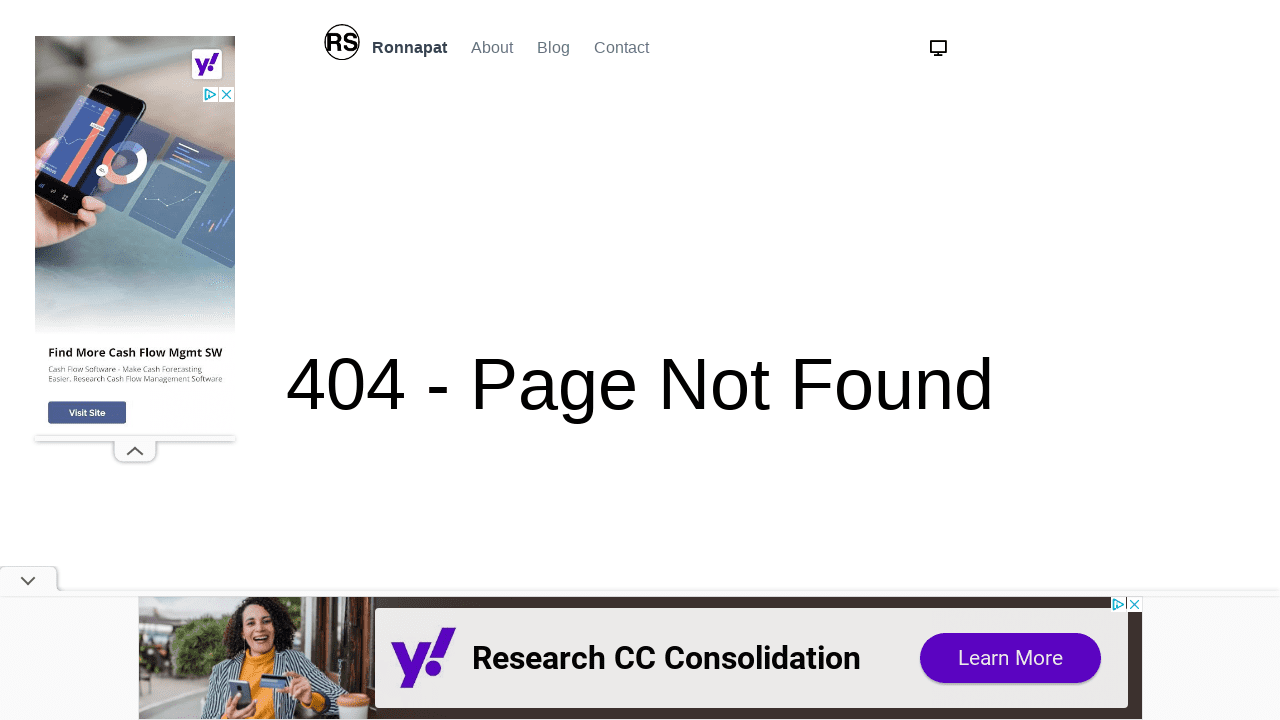 RS Ronnapat About Blog Contact
404 - Page Not Found
Find More Cash Flow Mgmt SW
Cash Flow Software - Make Cash Forecasting
Easier. Research Cash Flow Management Software
Visit Site
y! Research CC Consolidation Learn More